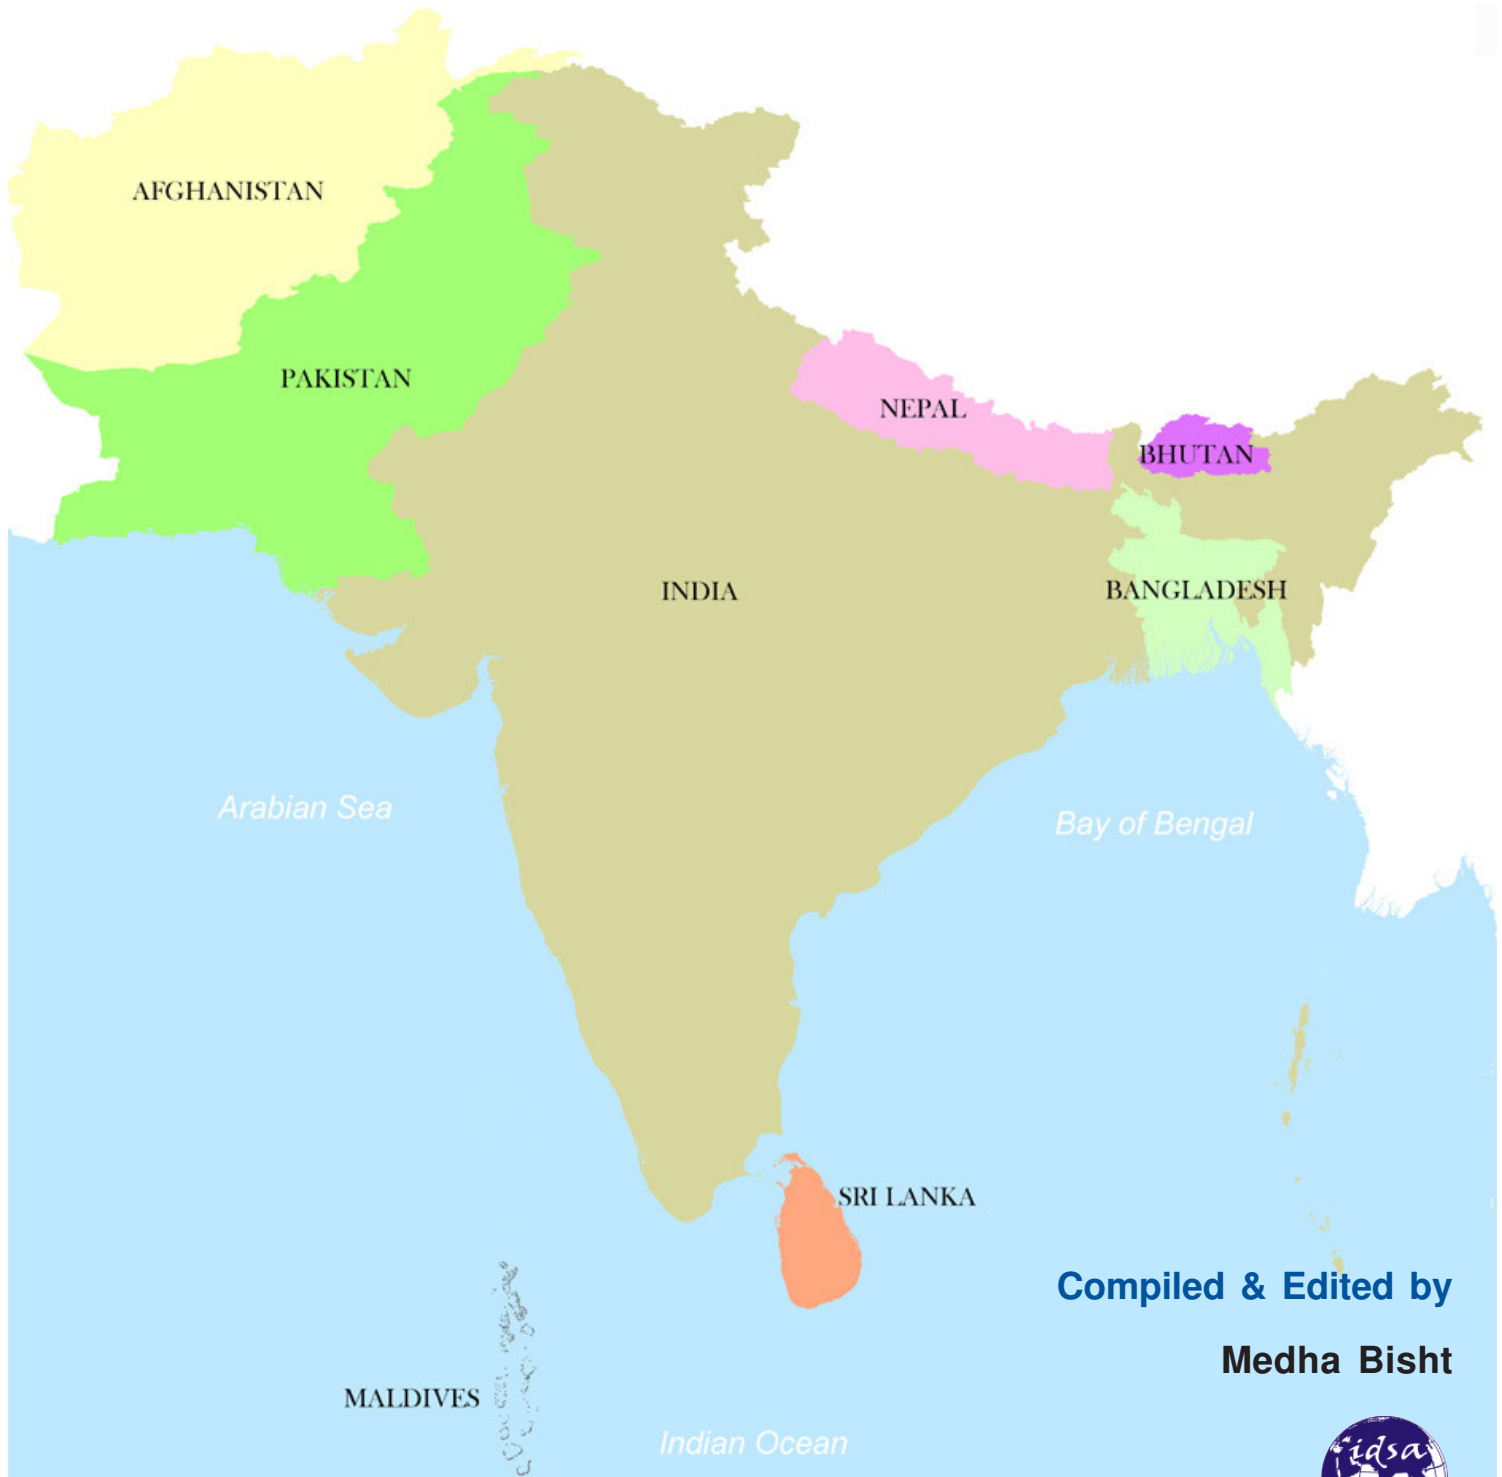 AFGHANISTAN
PAKISTAN
NEPAL
BHUTAN
INDIA
BANGLADESH
Arabian Sea
Bay of Bengal
SRI LANKA
Compiled & Edited by
Medha Bisht
MALDIVES
Indian Ocean
idsa